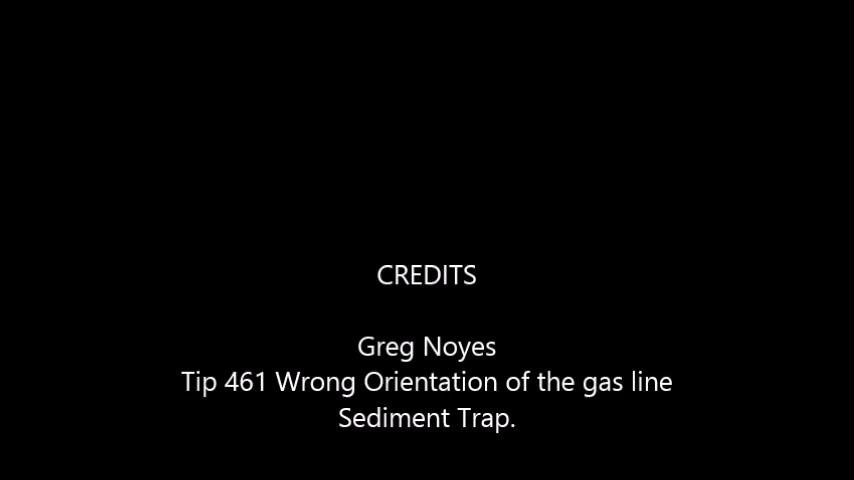 CREDITS
Greg Noyes
Tip 461 Wrong Orientation of the gas line
Sediment Trap.